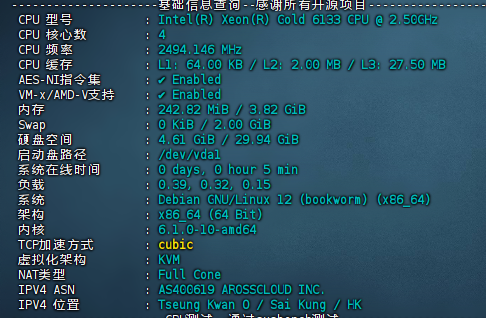 ---------------------基础信息查询--感谢所有开源项目---------------------
CPU 型号 : Intel(R) Xeon(R) Gold 6133 CPU @ 2.50GHz
CPU 核心数 : 4
CPU 频率 : 2494.146 MHz
CPU 缓存 : L1: 64.00 KB / L2: 2.00 MB / L3: 27.50 MB
AES-NI指令集 : ✔ Enabled
VM-x/AMD-V支持 : ✔ Enabled
内存 : 242.82 MiB / 3.82 GiB
Swap : 0 KiB / 2.00 GiB
硬盘空间 : 4.61 GiB / 29.94 GiB
启动盘路径 : /dev/vda1
系统在线时间 : 0 days, 0 hour 5 min
负载 : 0.39, 0.32, 0.15
系统 : Debian GNU/Linux 12 (bookworm) (x86_64)
架构 : x86_64 (64 Bit)
内核 : 6.1.0-10-amd64
TCP加速方式 : cubic
虚拟化架构 : KVM
NAT类型 : Full Cone
IPV4 ASN : AS400619 AROSSCLOUD INC.
IPV4 位置 : Tseung Kwan O / Sai Kung / HK